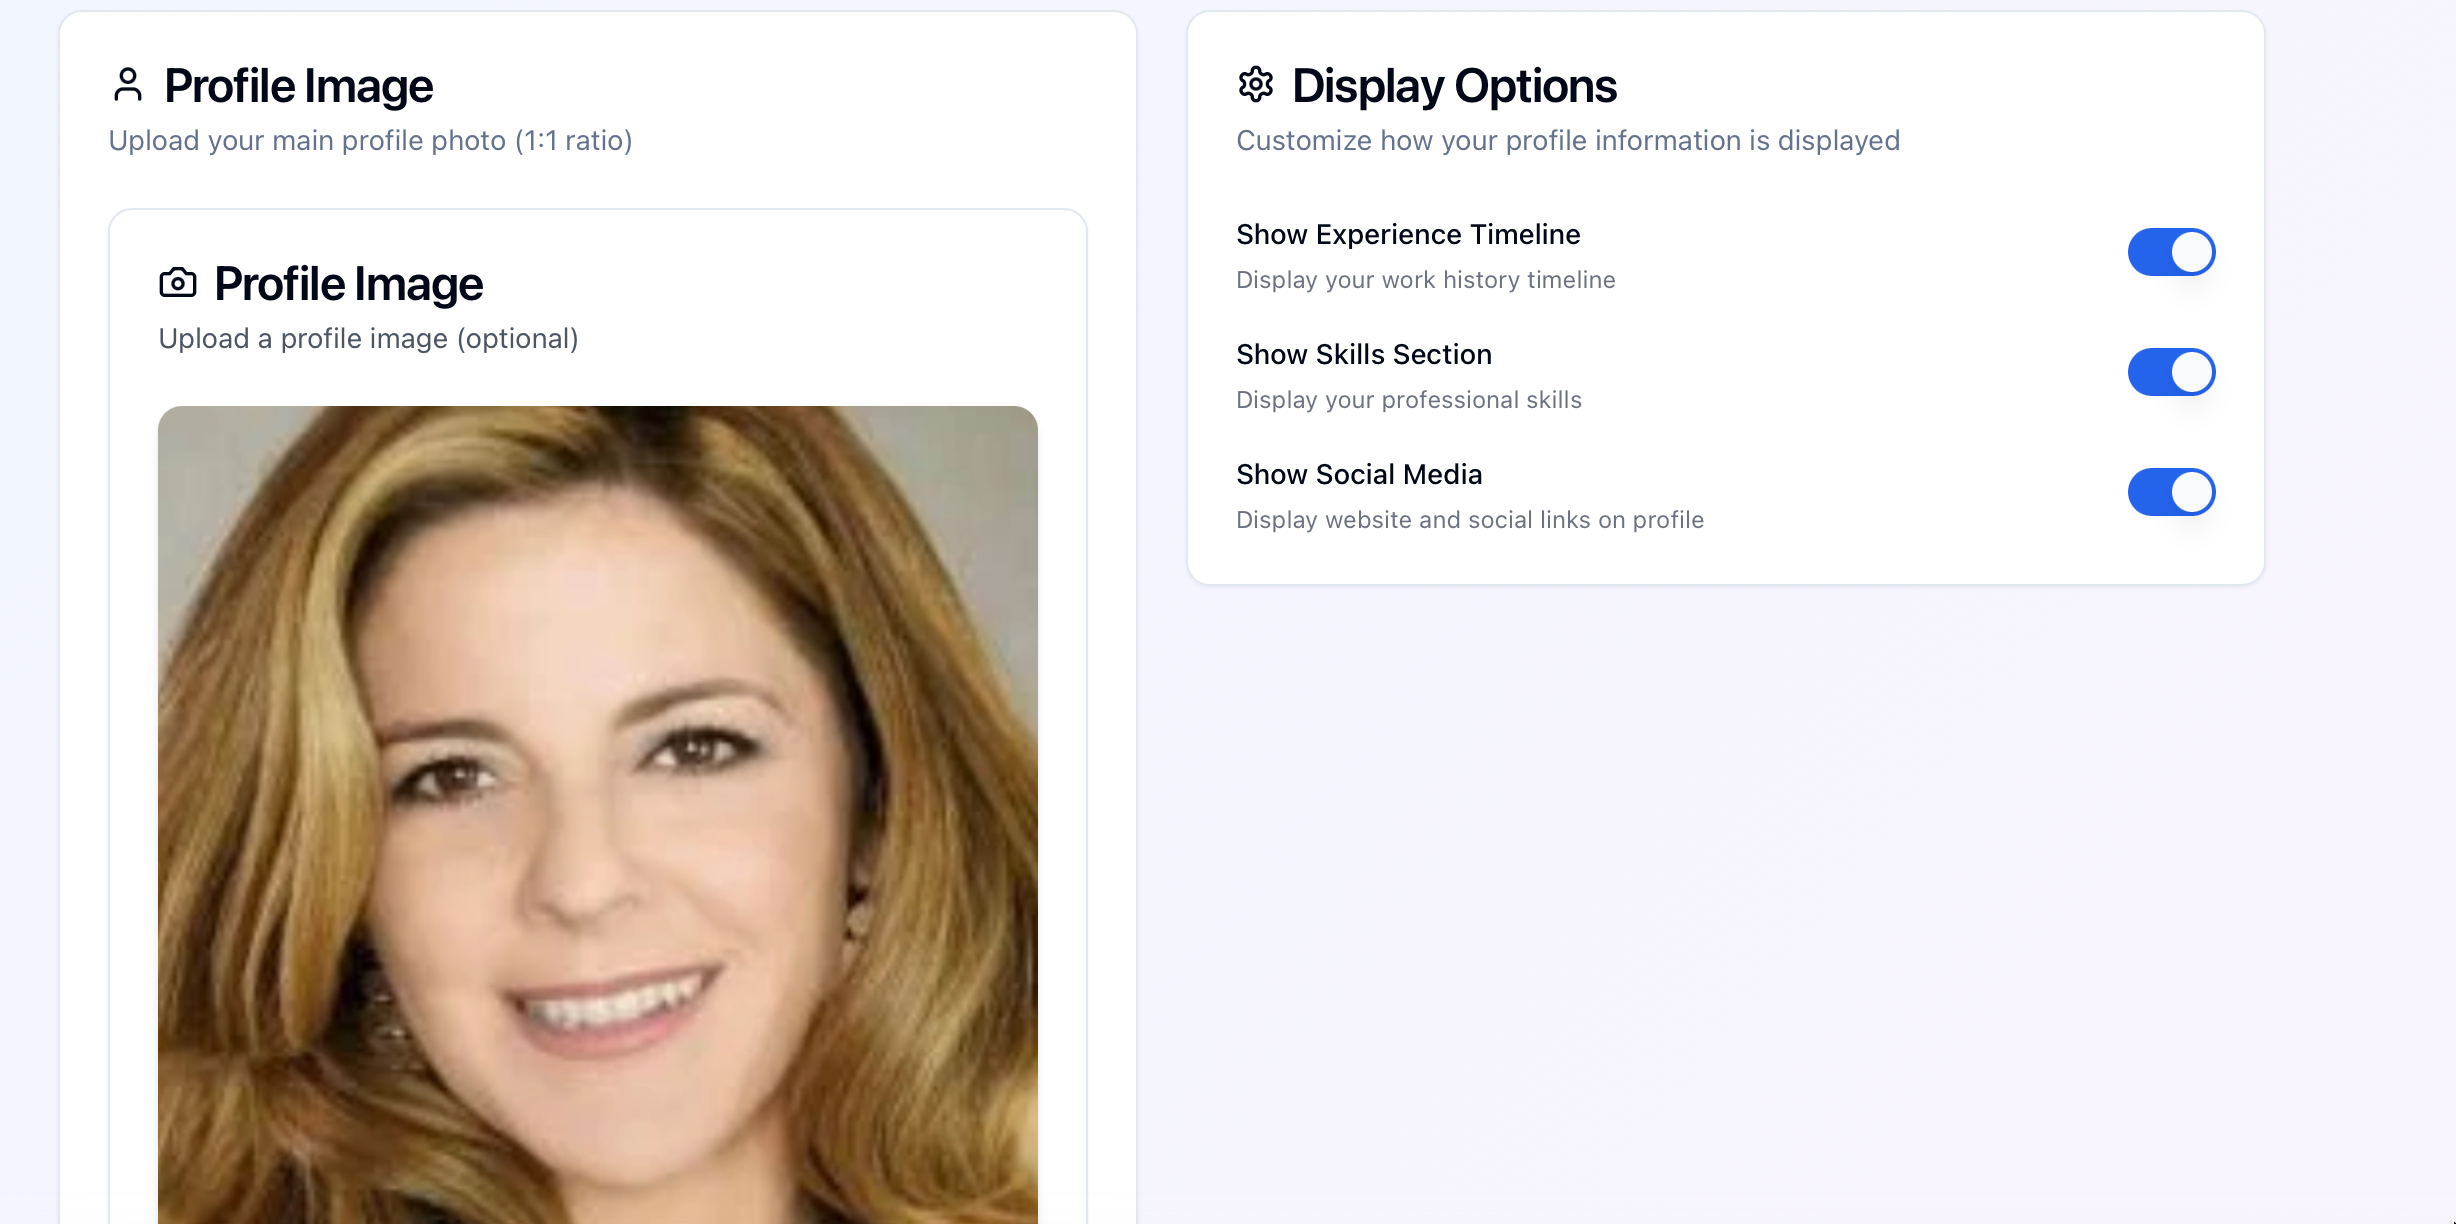 Profile Image
Upload your main profile photo (1:1 ratio)
Profile Image
Upload a profile image (optional)
Display Options
Customize how your profile information is displayed
Show Experience Timeline
Display your work history timeline
Show Skills Section
Display your professional skills
Show Social Media
Display website and social links on profile